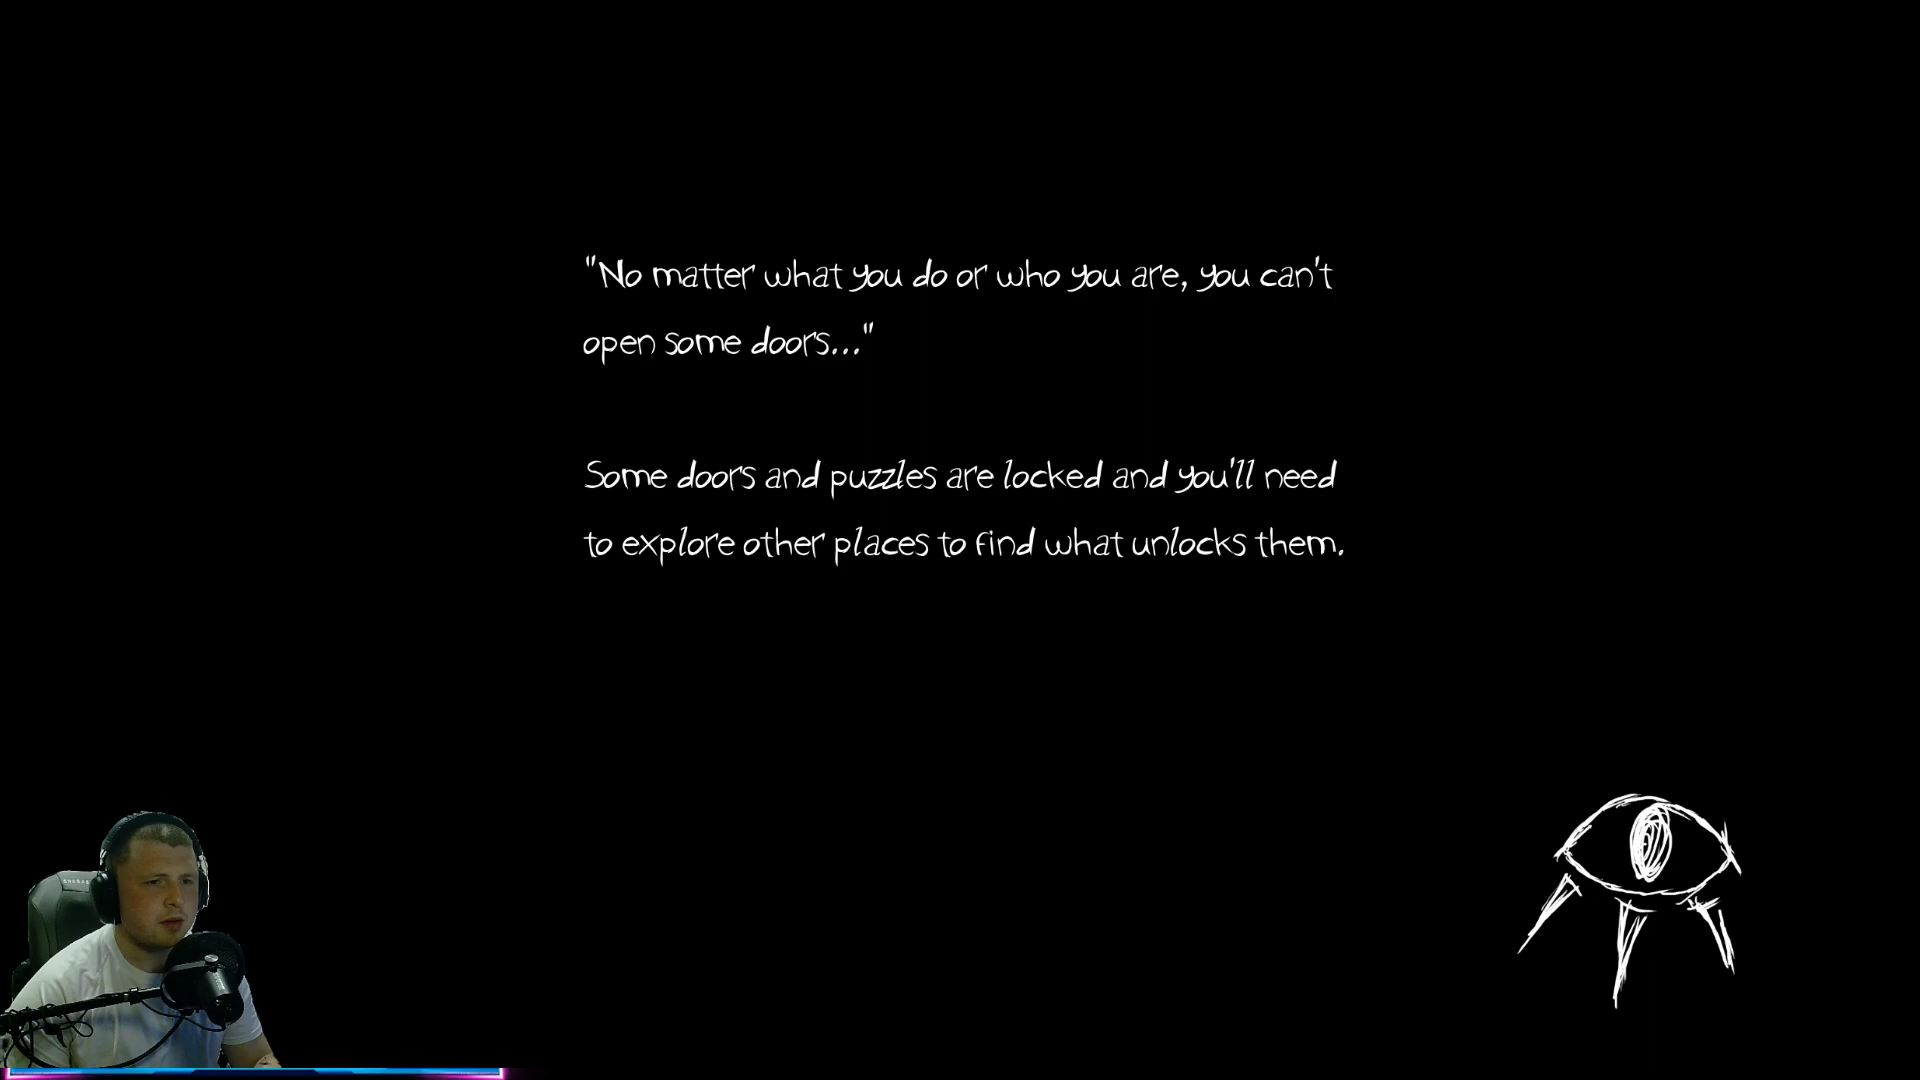 "No matter what you do or who you are, you can't
open some doors..."
Some doors and puzzles are locked and you'll need
to explore other places to find what unlocks them.